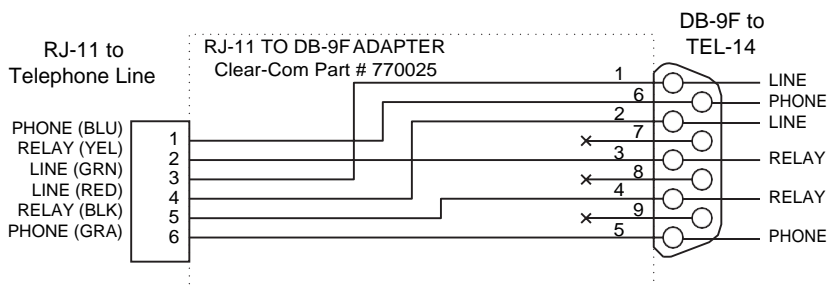 DB-9F to
TEL-14
RJ-11 to
Telephone Line
RJ-11 TO DB-9F ADAPTER
Clear-Com Part # 770025
PHONE (BLU)
RELAY (YEL)
LINE (GRN)
LINE (RED)
RELAY (BLK)
PHONE (GRA)
1
2
3
4
5
6
1
6
2
7
3
8
4
9
5
LINE
PHONE
LINE
RELAY
RELAY
PHONE